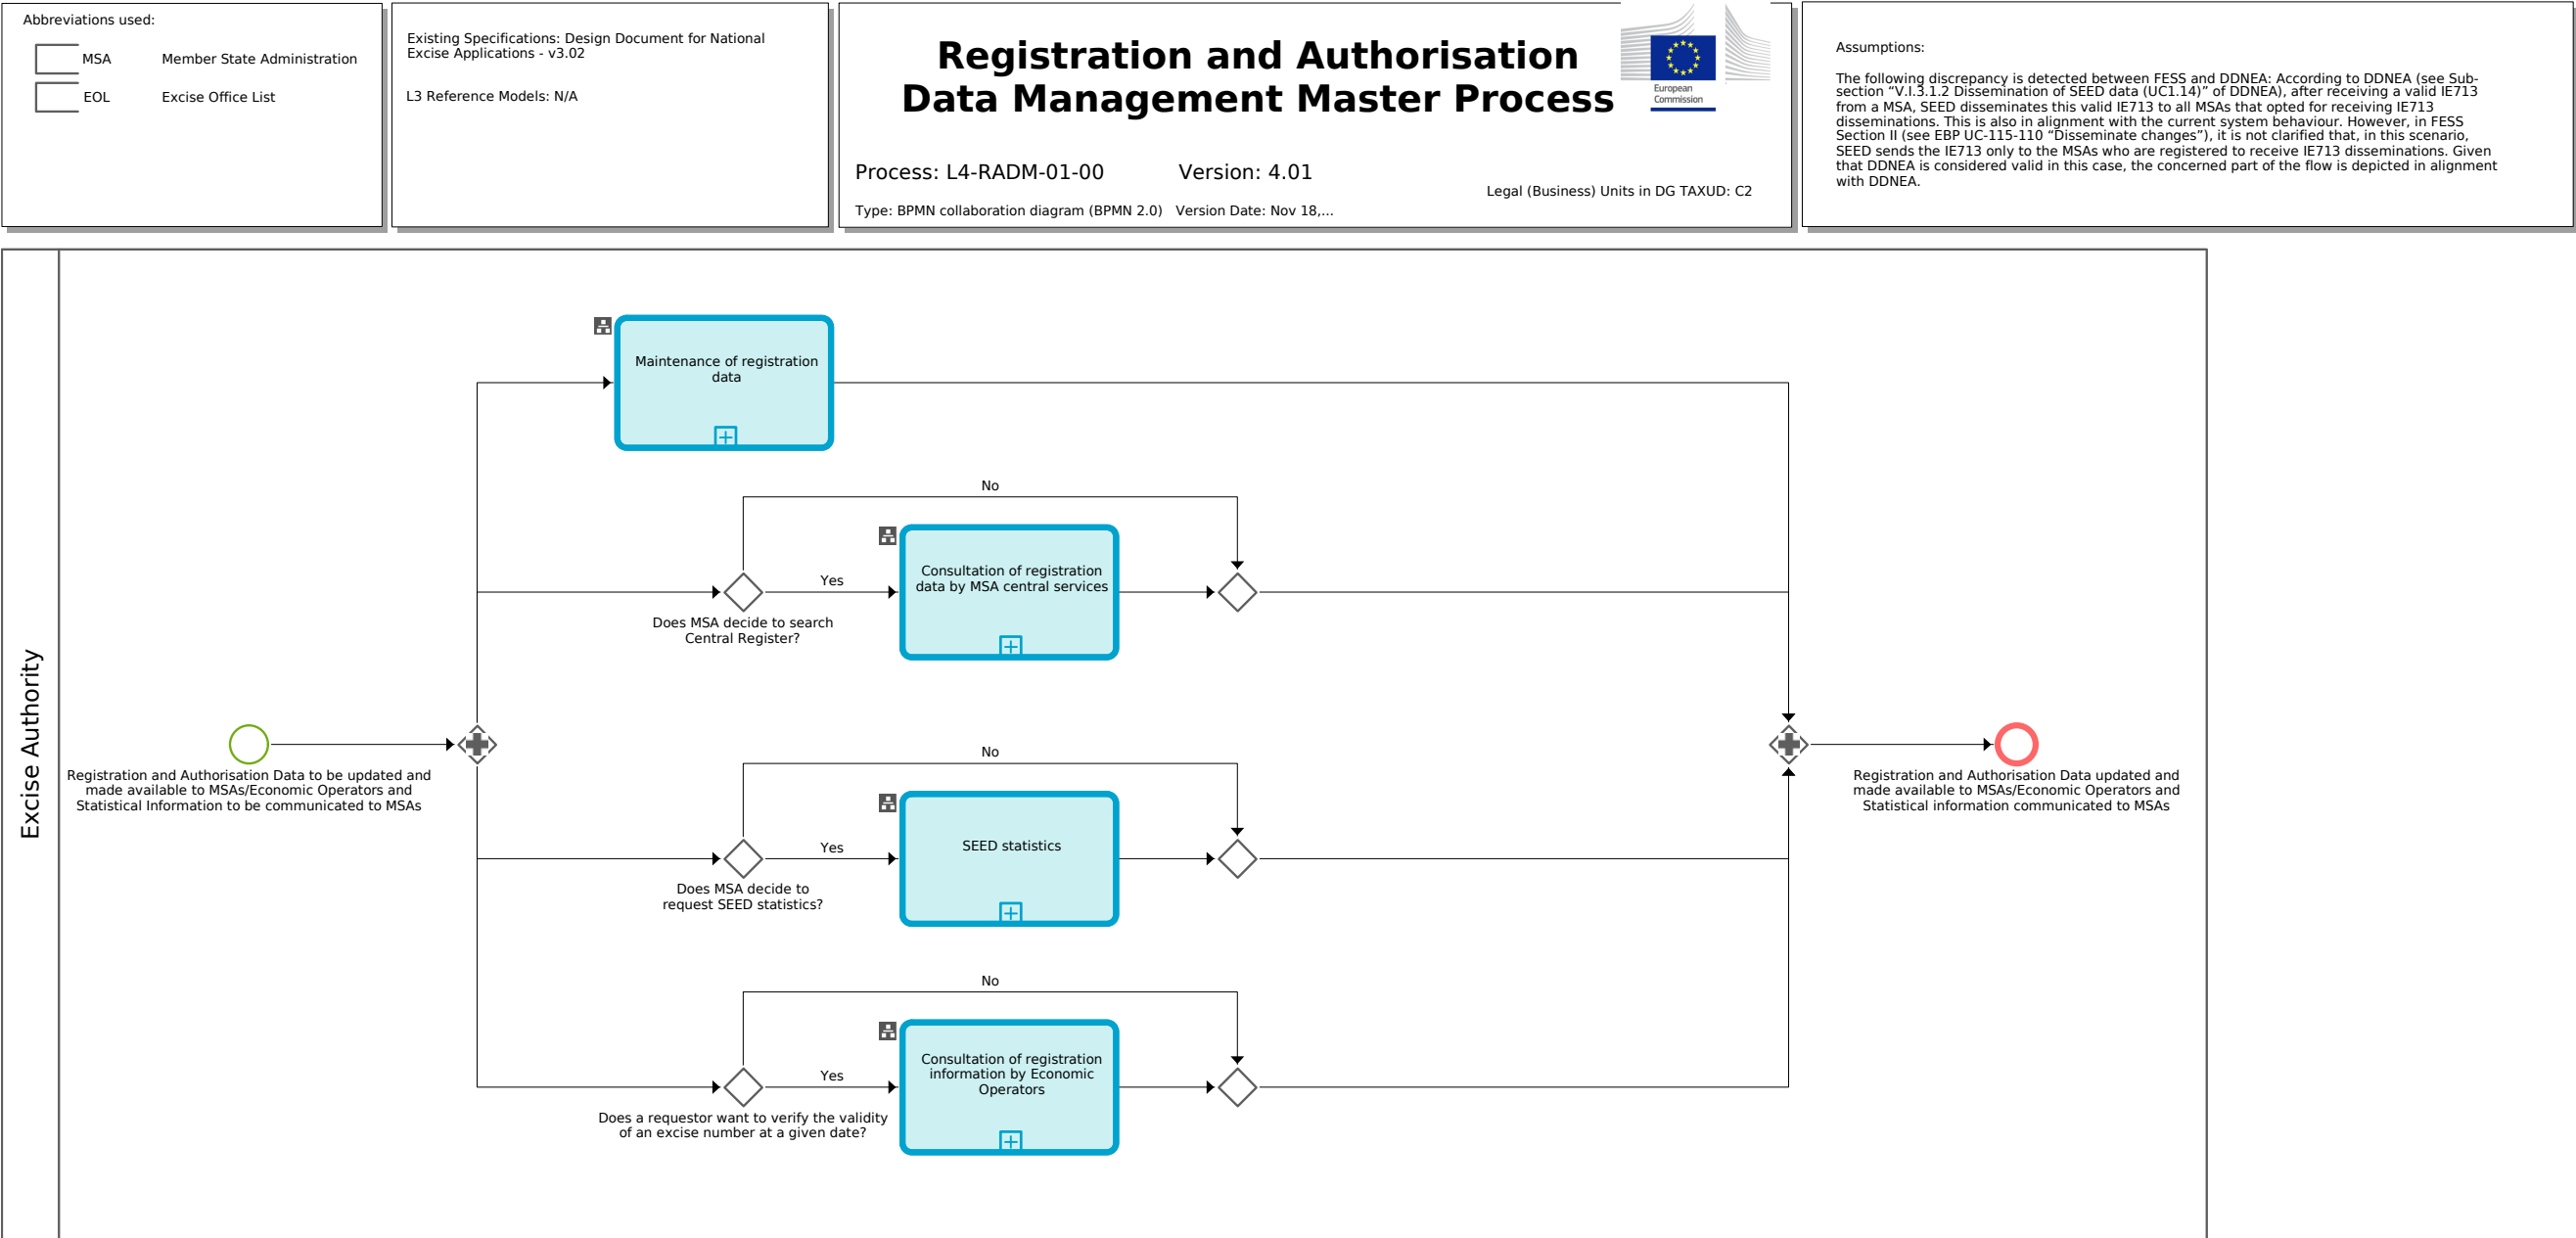 Abbreviations used:
MSA Member State Administration
EOL Excise Office List
Existing Specifications: Design Document for National
Excise Applications - v3.02
L3 Reference Models: N/A
Registration and Authorisation
Data Management Master Process
European
Commission
Process: L4-RADM-01-00 Version: 4.01
Legal (Business) Units in DG TAXUD: C2
Type: BPMN collaboration diagram (BPMN 2.0) Version Date: Nov 18,...
Assumptions:
The following discrepancy is detected between FESS and DDNEA: According to DDNEA (see Sub-
section “V.I.3.1.2 Dissemination of SEED data (UC1.14)” of DDNEA), after receiving a valid IE713
from a MSA, SEED disseminates this valid IE713 to all MSAs that opted for receiving IE713
disseminations. This is also in alignment with the current system behaviour. However, in FESS
Section II (see EBP UC-115-110 “Disseminate changes”), it is not clarified that, in this scenario,
SEED sends the IE713 only to the MSAs who are registered to receive IE713 disseminations. Given
that DDNEA is considered valid in this case, the concerned part of the flow is depicted in alignment
with DDNEA.
Excise Authority
Registration and Authorisation Data to be updated and
made available to MSAs/Economic Operators and
Statistical Information to be communicated to MSAs
Maintenance of registration
data
No
Yes
Does MSA decide to search
Central Register?
Consultation of registration
data by MSA central services
No
Yes
Does MSA decide to
request SEED statistics?
SEED statistics
No
Yes
Does a requestor want to verify the validity
of an excise number at a given date?
Consultation of registration
information by Economic
Operators
Registration and Authorisation Data updated and
made available to MSAs/Economic Operators and
Statistical information communicated to MSAs